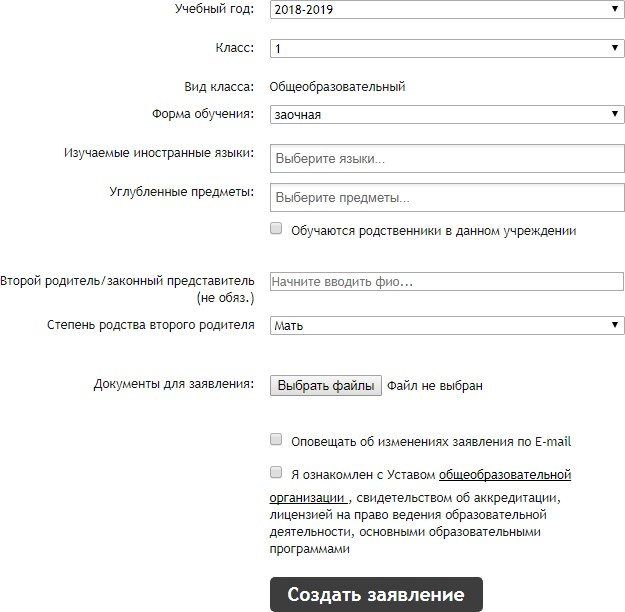 Учебный год: 2018-2019
Класс: 1
Вид класса: Общеобразовательный
Форма обучения: заочная
Изучаемые иностранные языки: Выберите языки...
Углубленные предметы: Выберите предметы...
Обучаются родственники в данном учреждении
Второй родитель/законный представитель Начните вводить фио...
(не обяз.)
Степень родства второго родителя Мать
Документы для заявления: Выбрать файлы Файл не выбран
Оповещать об изменениях заявления по E-mail
Я ознакомлен с Уставом общеобразовательной
организации , свидетельством об аккредитации,
лицензией на право ведения образовательной
деятельности, основными образовательными
программами
Создать заявление